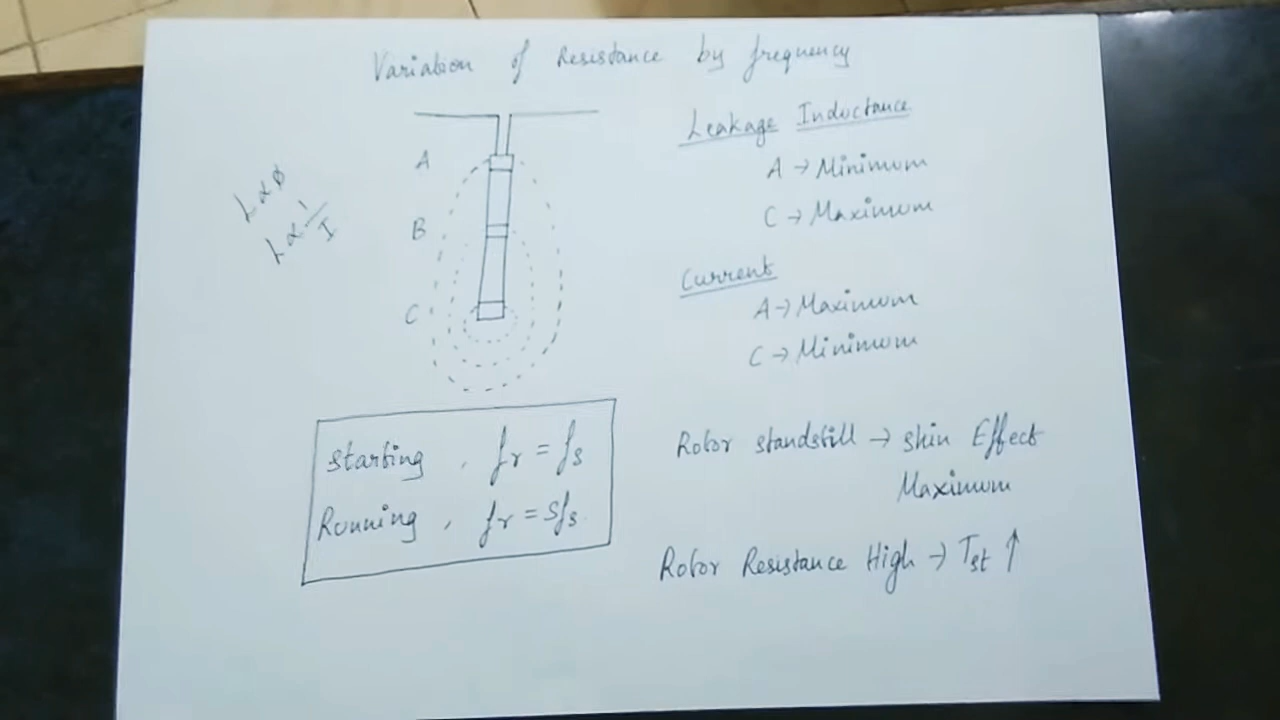 Variation of Resistance by frequency
L ∝ φ
L ∝ 1/I
A
B
C
Leakage Inductance
A → Minimum
C → Maximum
Current
A → Maximum
C → Minimum
starting , fr = fs
Running , fr = sfs
Rotor standstill → skin Effect
Maximum
Rotor Resistance High → Tst ↑